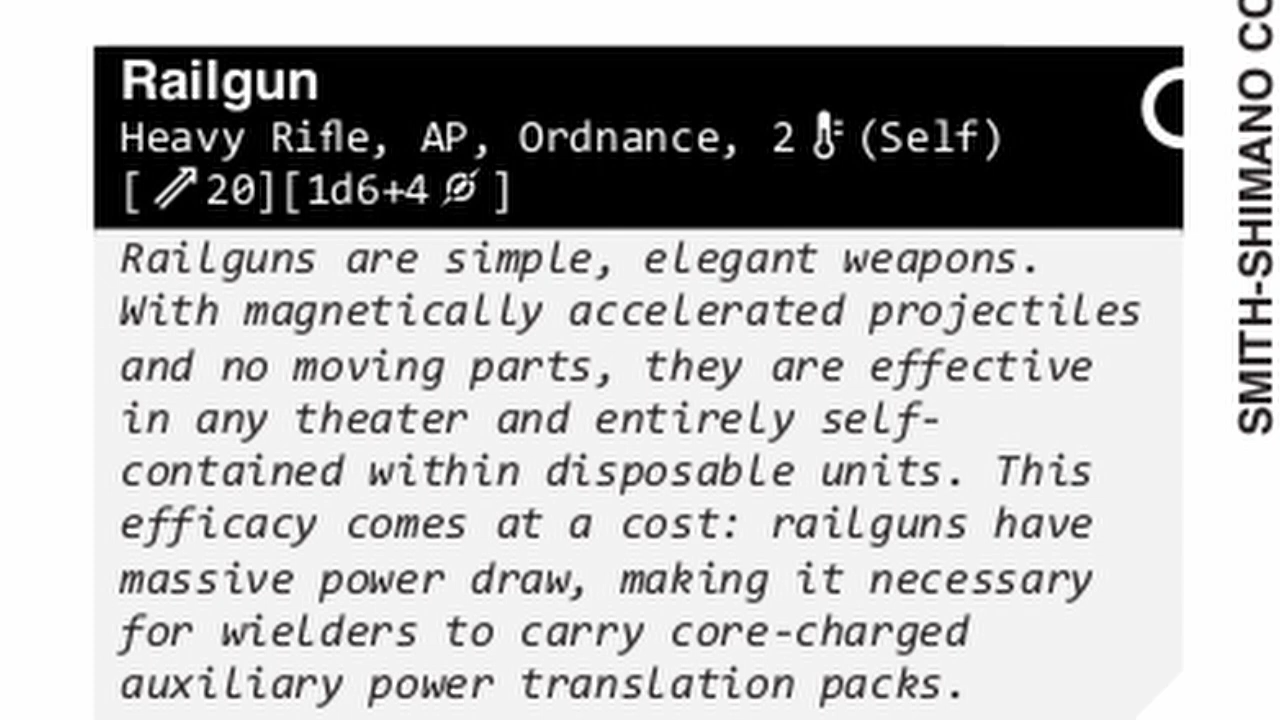 Railgun
Heavy Rifle, AP, Ordnance, 2 (Self)
[ 20][1d6+4 ]
Railguns are simple, elegant weapons.
With magnetically accelerated projectiles
and no moving parts, they are effective
in any theater and entirely self-
contained within disposable units. This
efficacy comes at a cost: railguns have
massive power draw, making it necessary
for wielders to carry core-charged
auxiliary power translation packs.
SMITH-SHIMANO